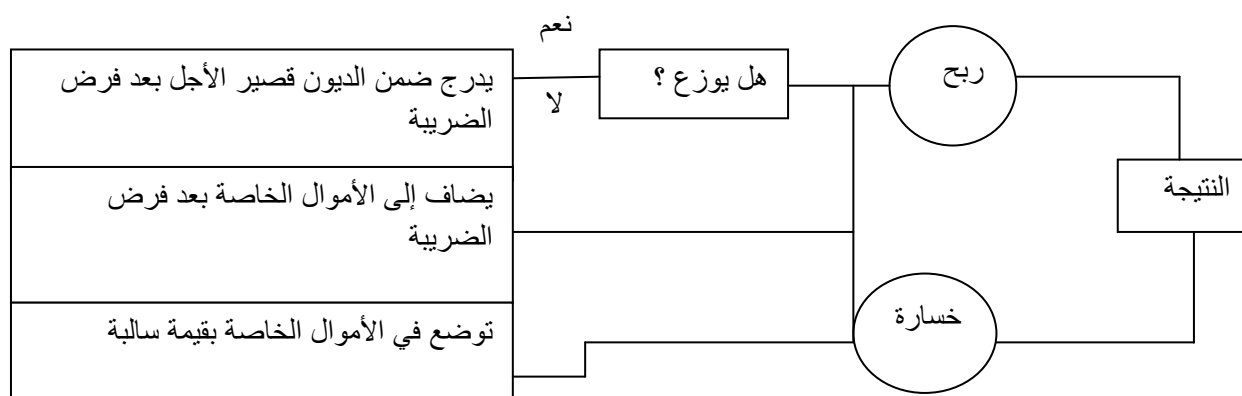 نعم
يدرج ضمن الديون قصير الأجل بعد فرض
الضريبة
هل يوزع ؟
ربح
لا
يضاف إلى الأموال الخاصة بعد فرض
الضريبة
النتيجة
توضع في الأموال الخاصة بقيمة سالبة
خسارة